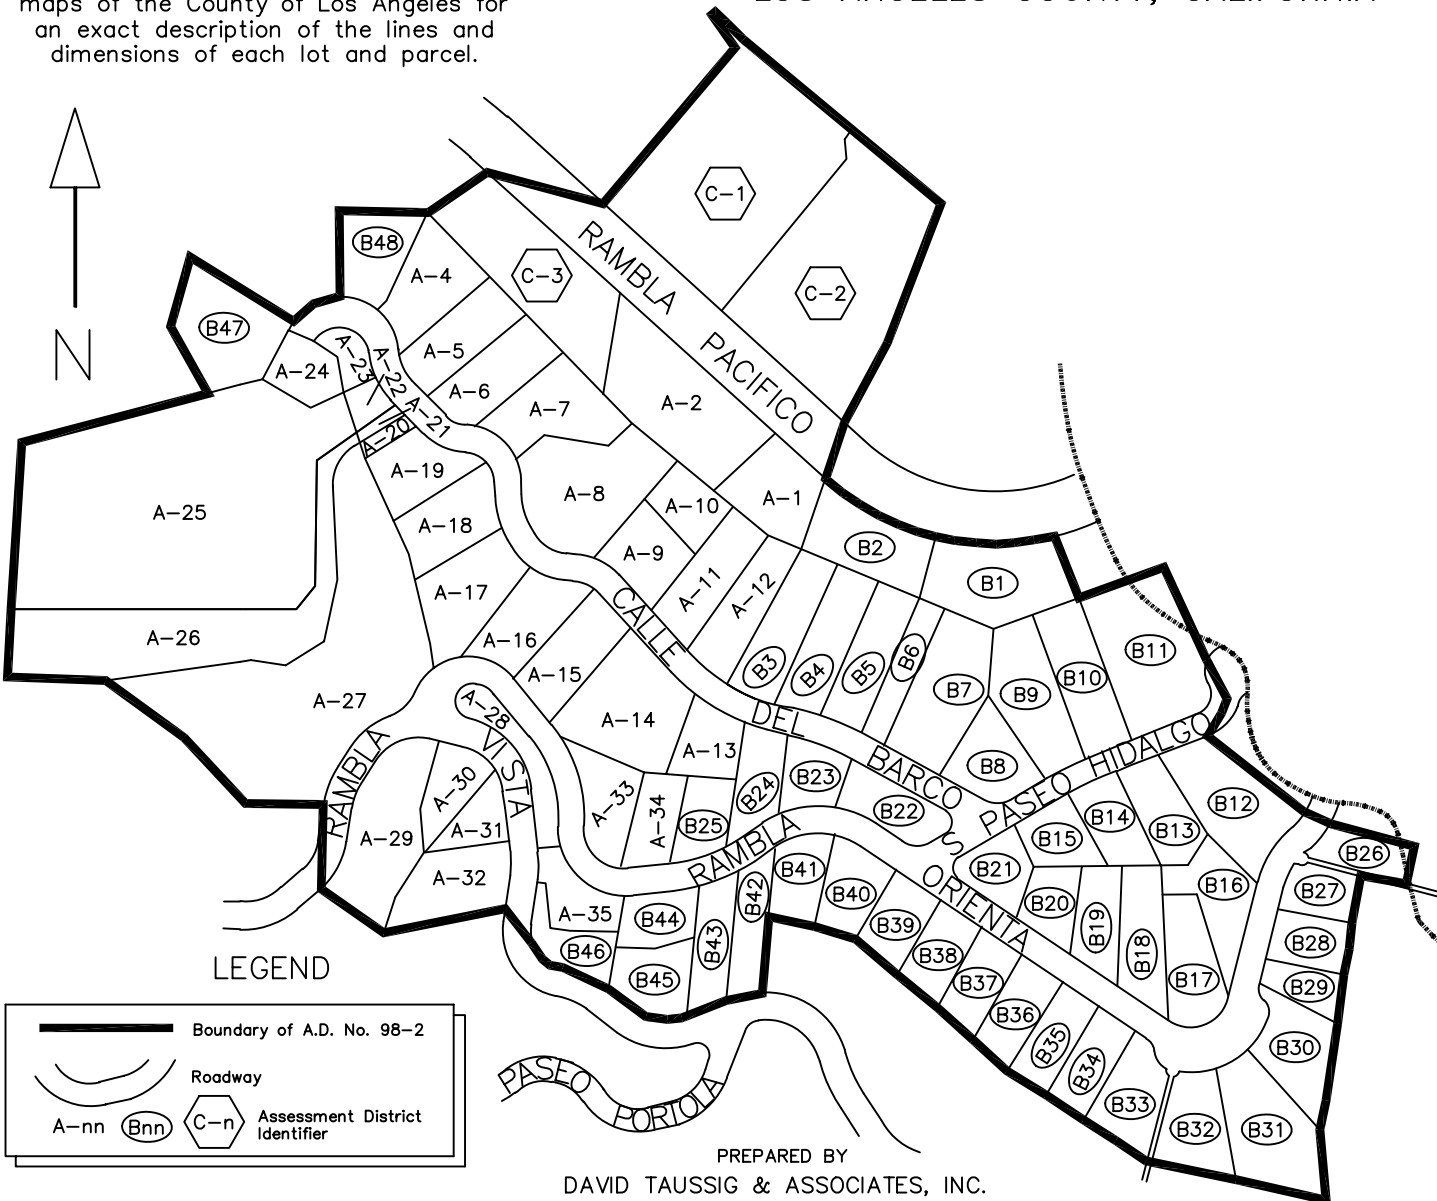 maps of the County of Los Angeles for
an exact description of the lines and
dimensions of each lot and parcel.
N
C-1
C-2
C-3
RAMBLA PACIFICO
B48
B47
A-4
A-5
A-6
A-7
A-2
A-24
A-23
A-22
A-21
A-20
A-19
A-8
A-10
A-1
A-25
A-18
A-9
A-11
A-12
B2
B1
A-17
A-26
A-16
A-15
A-14
A-13
A-27
A-28
CALLE DEL BARCO
B3
B4
B5
B6
B7
B9
B10
B11
B8
PASEO HIDALGO
RAMBLA VISTA
A-30
A-29
A-31
A-32
A-33
A-34
B25
B24
B23
B22
B15
B14
B13
B12
B21
B16
B26
B27
RAMBLA ORIENTA
S
B41
B40
B42
B39
B20
B19
B18
B17
B28
B29
B30
A-35
B44
B43
B46
B45
B38
B37
B36
B35
B34
B33
B32
B31
LEGEND
Boundary of A.D. No. 98-2
Roadway
A-nn Bnn C-n Assessment District
Identifier
PASEO PORTOLA
PREPARED BY
DAVID TAUSSIG & ASSOCIATES, INC.